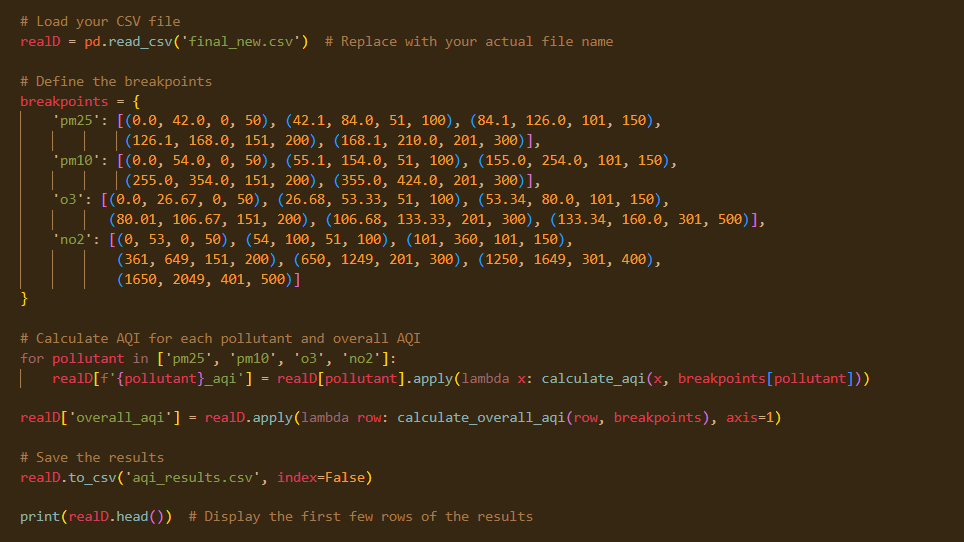 # Load your CSV file
realD = pd.read_csv('final_new.csv')  # Replace with your actual file name
# Define the breakpoints
breakpoints = {
    'pm25': [(0.0, 42.0, 0, 50), (42.1, 84.0, 51, 100), (84.1, 126.0, 101, 150),
             (126.1, 168.0, 151, 200), (168.1, 210.0, 201, 300)],
    'pm10': [(0.0, 54.0, 0, 50), (55.1, 154.0, 51, 100), (155.0, 254.0, 101, 150),
             (255.0, 354.0, 151, 200), (355.0, 424.0, 201, 300)],
    'o3': [(0.0, 26.67, 0, 50), (26.68, 53.33, 51, 100), (53.34, 80.0, 101, 150),
           (80.01, 106.67, 151, 200), (106.68, 133.33, 201, 300), (133.34, 160.0, 301, 500)],
    'no2': [(0, 53, 0, 50), (54, 100, 51, 100), (101, 360, 101, 150),
            (361, 649, 151, 200), (650, 1249, 201, 300), (1250, 1649, 301, 400),
            (1650, 2049, 401, 500)]
}
# Calculate AQI for each pollutant and overall AQI
for pollutant in ['pm25', 'pm10', 'o3', 'no2']:
    realD[f'{pollutant}_aqi'] = realD[pollutant].apply(lambda x: calculate_aqi(x, breakpoints[pollutant]))
realD['overall_aqi'] = realD.apply(lambda row: calculate_overall_aqi(row, breakpoints), axis=1)
# Save the results
realD.to_csv('aqi_results.csv', index=False)
print(realD.head())  # Display the first few rows of the results